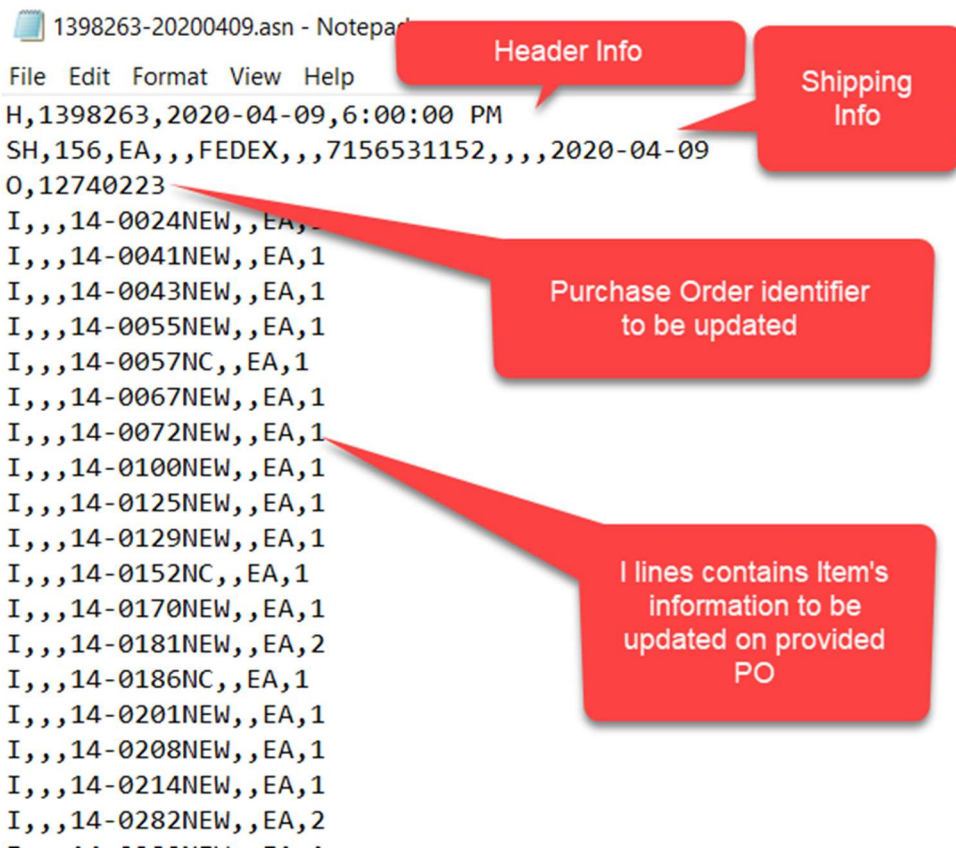 1398263-20200409.asn - Notepa
File Edit Format View Help
H,1398263,2020-04-09,6:00:00 PM
SH,156,EA,,,FEDEX,,,7156531152,,,,2020-04-09
O,12740223
I,,,14-0024NEW,,EA,
I,,,14-0041NEW,,EA,1
I,,,14-0043NEW,,EA,1
I,,,14-0055NEW,,EA,1
I,,,14-0057NC,,EA,1
I,,,14-0067NEW,,EA,1
I,,,14-0072NEW,,EA,1
I,,,14-0100NEW,,EA,1
I,,,14-0125NEW,,EA,1
I,,,14-0129NEW,,EA,1
I,,,14-0152NC,,EA,1
I,,,14-0170NEW,,EA,1
I,,,14-0181NEW,,EA,2
I,,,14-0186NC,,EA,1
I,,,14-0201NEW,,EA,1
I,,,14-0208NEW,,EA,1
I,,,14-0214NEW,,EA,1
I,,,14-0282NEW,,EA,2
Header Info
Shipping
Info
Purchase Order identifier
to be updated
I lines contains Item's
information to be
updated on provided
PO